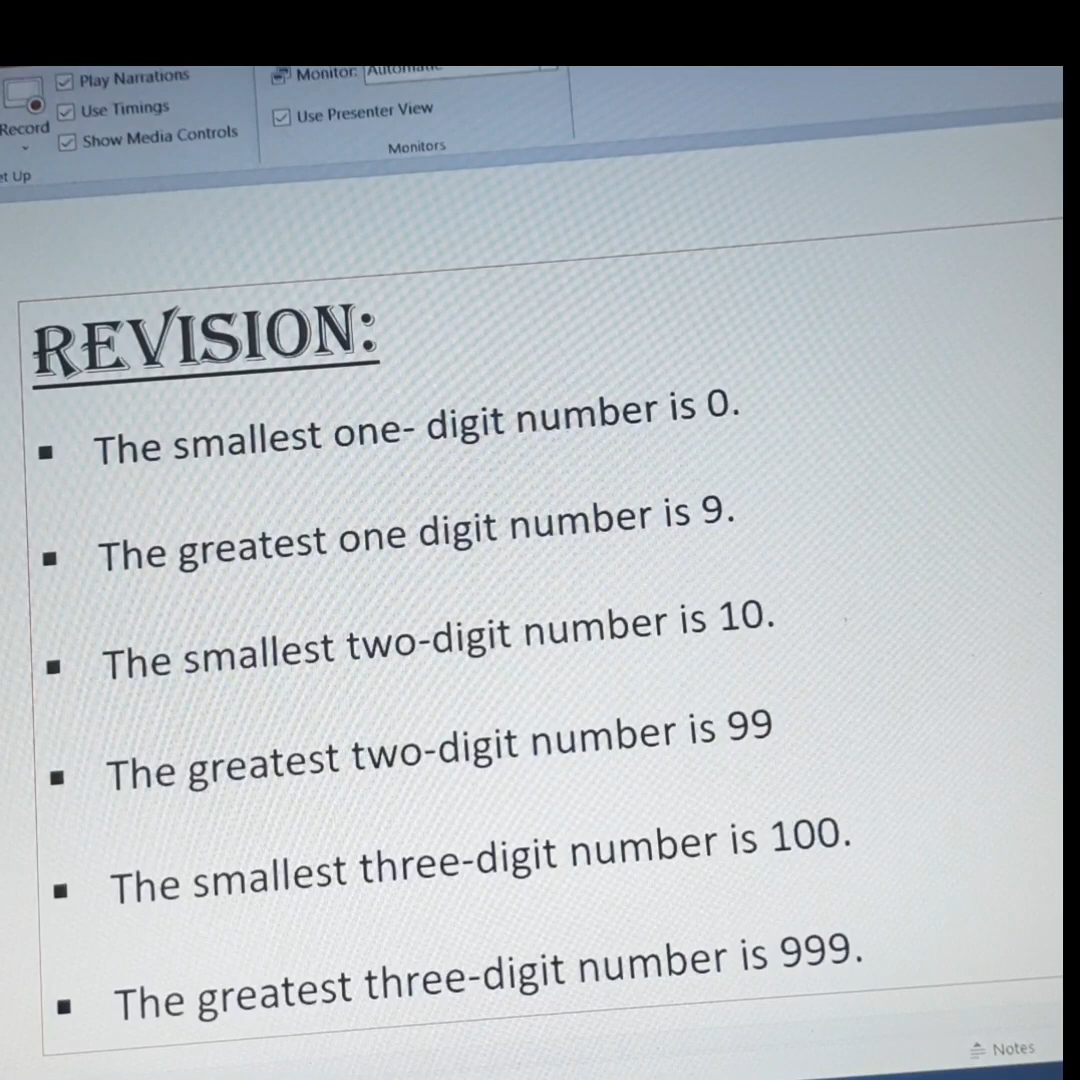 Play Narrations
Monitor: Automatic
Record
Use Timings
Use Presenter View
Show Media Controls
Monitors
et Up
REVISION:
▪ The smallest one- digit number is 0.
▪ The greatest one digit number is 9.
▪ The smallest two-digit number is 10.
▪ The greatest two-digit number is 99
▪ The smallest three-digit number is 100.
▪ The greatest three-digit number is 999.
Notes